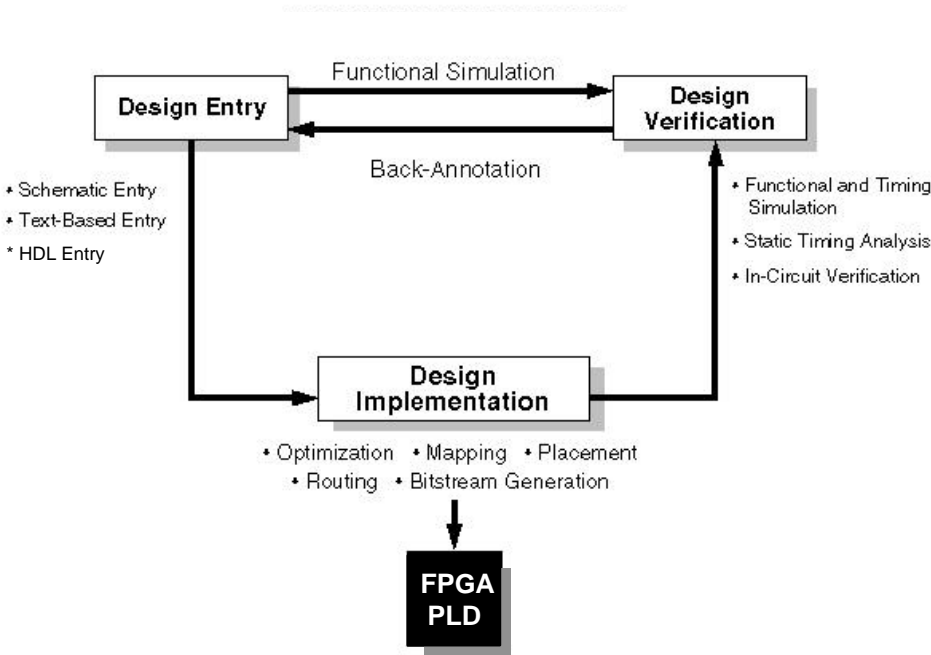 Functional Simulation
Design Entry
Design
Verification
Back-Annotation
• Schematic Entry
• Text-Based Entry
* HDL Entry
• Functional and Timing
Simulation
• Static Timing Analysis
• In-Circuit Verification
Design
Implementation
• Optimization • Mapping • Placement
• Routing • Bitstream Generation
FPGA
PLD